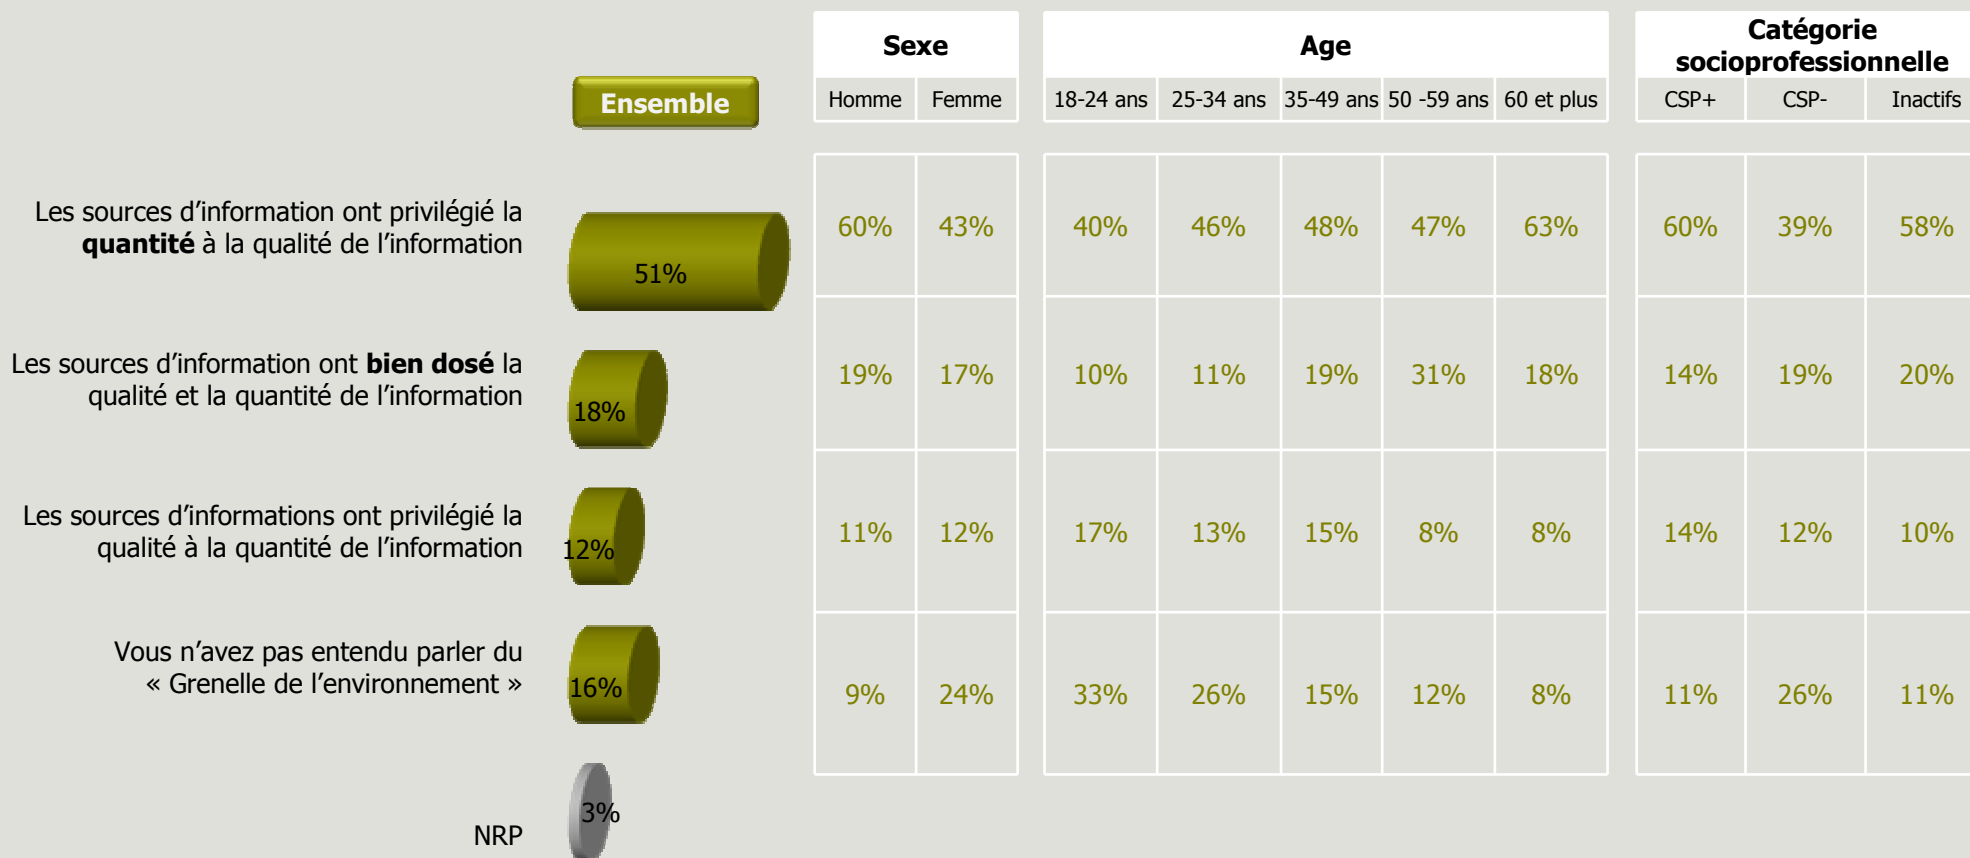 Sexe Age Catégorie
socioprofessionnelle
Ensemble Homme Femme 18-24 ans 25-34 ans 35-49 ans 50 -59 ans 60 et plus CSP+ CSP- Inactifs
Les sources d’information ont privilégié la
quantité à la qualité de l’information
51% 60% 43% 40% 46% 48% 47% 63% 60% 39% 58%
Les sources d’information ont bien dosé la
qualité et la quantité de l’information
18% 19% 17% 10% 11% 19% 31% 18% 14% 19% 20%
Les sources d’informations ont privilégié la
qualité à la quantité de l’information
12% 11% 12% 17% 13% 15% 8% 8% 14% 12% 10%
Vous n’avez pas entendu parler du
« Grenelle de l’environnement »
16% 9% 24% 33% 26% 15% 12% 8% 11% 26% 11%
NRP 3%